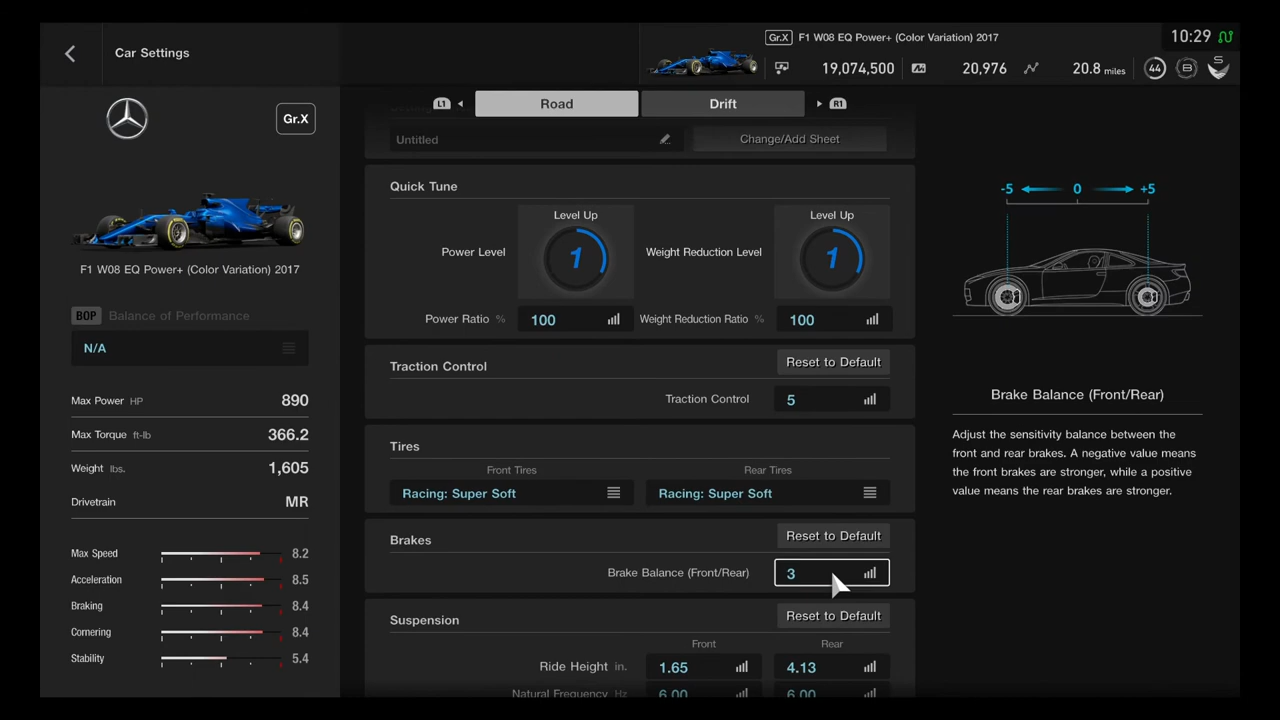 Car Settings
Gr.X F1 W08 EQ Power+ (Color Variation) 2017
10:29
19,074,500 20,976 20.8 miles 44 B S
Gr.X
F1 W08 EQ Power+ (Color Variation) 2017
BOP Balance of Performance
N/A
Max Power HP 890
Max Torque ft-lb 366.2
Weight lbs. 1,605
Drivetrain MR
Max Speed 8.2
Acceleration 8.5
Braking 8.4
Cornering 8.4
Stability 5.4
L1 Road Drift R1
Untitled Change/Add Sheet
Quick Tune
Level Up Level Up
Power Level 1 Weight Reduction Level 1
Power Ratio % 100 Weight Reduction Ratio % 100
Traction Control Reset to Default
Traction Control 5
Tires
Front Tires Rear Tires
Racing: Super Soft Racing: Super Soft
Brakes Reset to Default
Brake Balance (Front/Rear) 3
Suspension Reset to Default
Front Rear
Ride Height in. 1.65 4.13
Natural Frequency Hz 6.00 6.00
-5 0 +5
Brake Balance (Front/Rear)
Adjust the sensitivity balance between the
front and rear brakes. A negative value means
the front brakes are stronger, while a positive
value means the rear brakes are stronger.